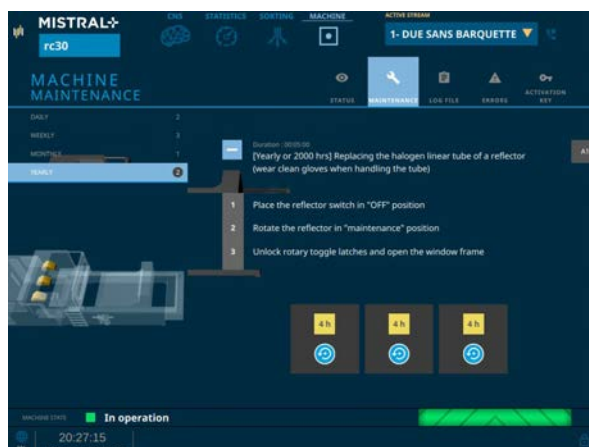 MISTRAL+
rc30
CNS
STATISTICS
SORTING
MACHINE
ACTIVE STREAM
1- DUE SANS BARQUETTE
MACHINE
MAINTENANCE
STATUS
MAINTENANCE
LOG FILE
ERRORS
ACTIVATION
KEY
DAILY 2
WEEKLY 3
MONTHLY 1
YEARLY 2
Duration : 00:05:00
[Yearly or 2000 hrs] Replacing the halogen linear tube of a reflector
(wear clean gloves when handling the tube)
1 Place the reflector switch in "OFF" position
2 Rotate the reflector in "maintenance" position
3 Unlock rotary toggle latches and open the window frame
4 h
4 h
4 h
MACHINE STATE
In operation
20:27:15